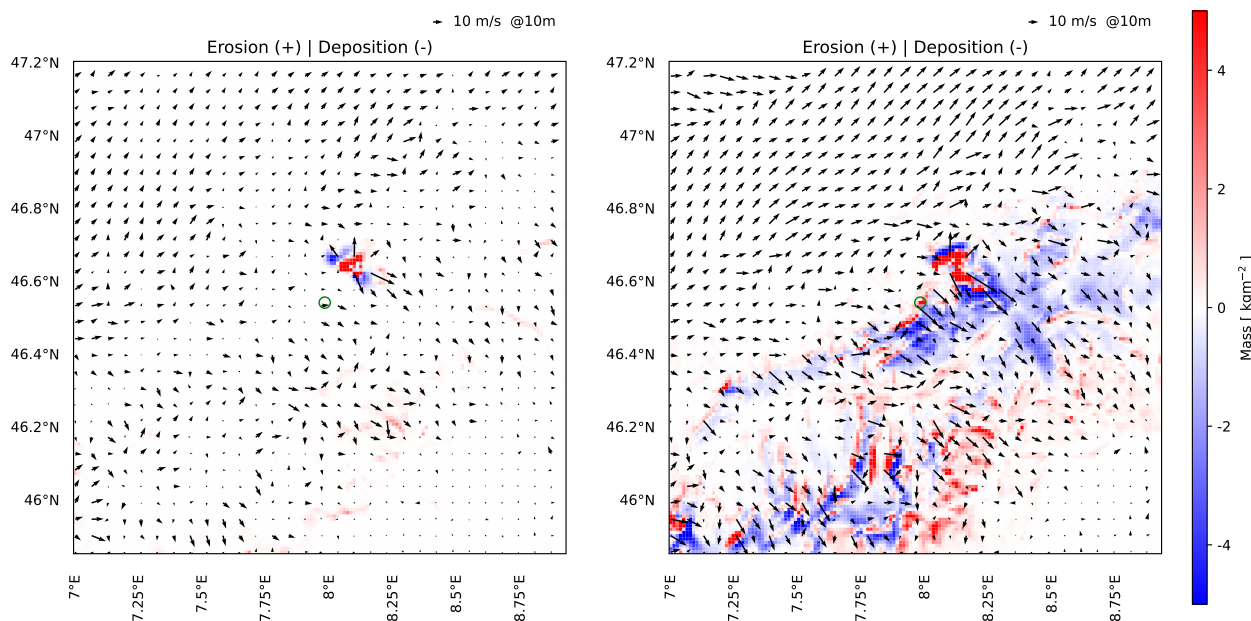 10 m/s @10m
Erosion (+) | Deposition (-)
47.2°N
47°N
46.8°N
46.6°N
46.4°N
46.2°N
46°N
7°E
7.25°E
7.5°E
7.75°E
8°E
8.25°E
8.5°E
8.75°E
10 m/s @10m
Erosion (+) | Deposition (-)
47.2°N
47°N
46.8°N
46.6°N
46.4°N
46.2°N
46°N
7°E
7.25°E
7.5°E
7.75°E
8°E
8.25°E
8.5°E
8.75°E
4
2
0
-2
-4
Mass [ kgm⁻² ]